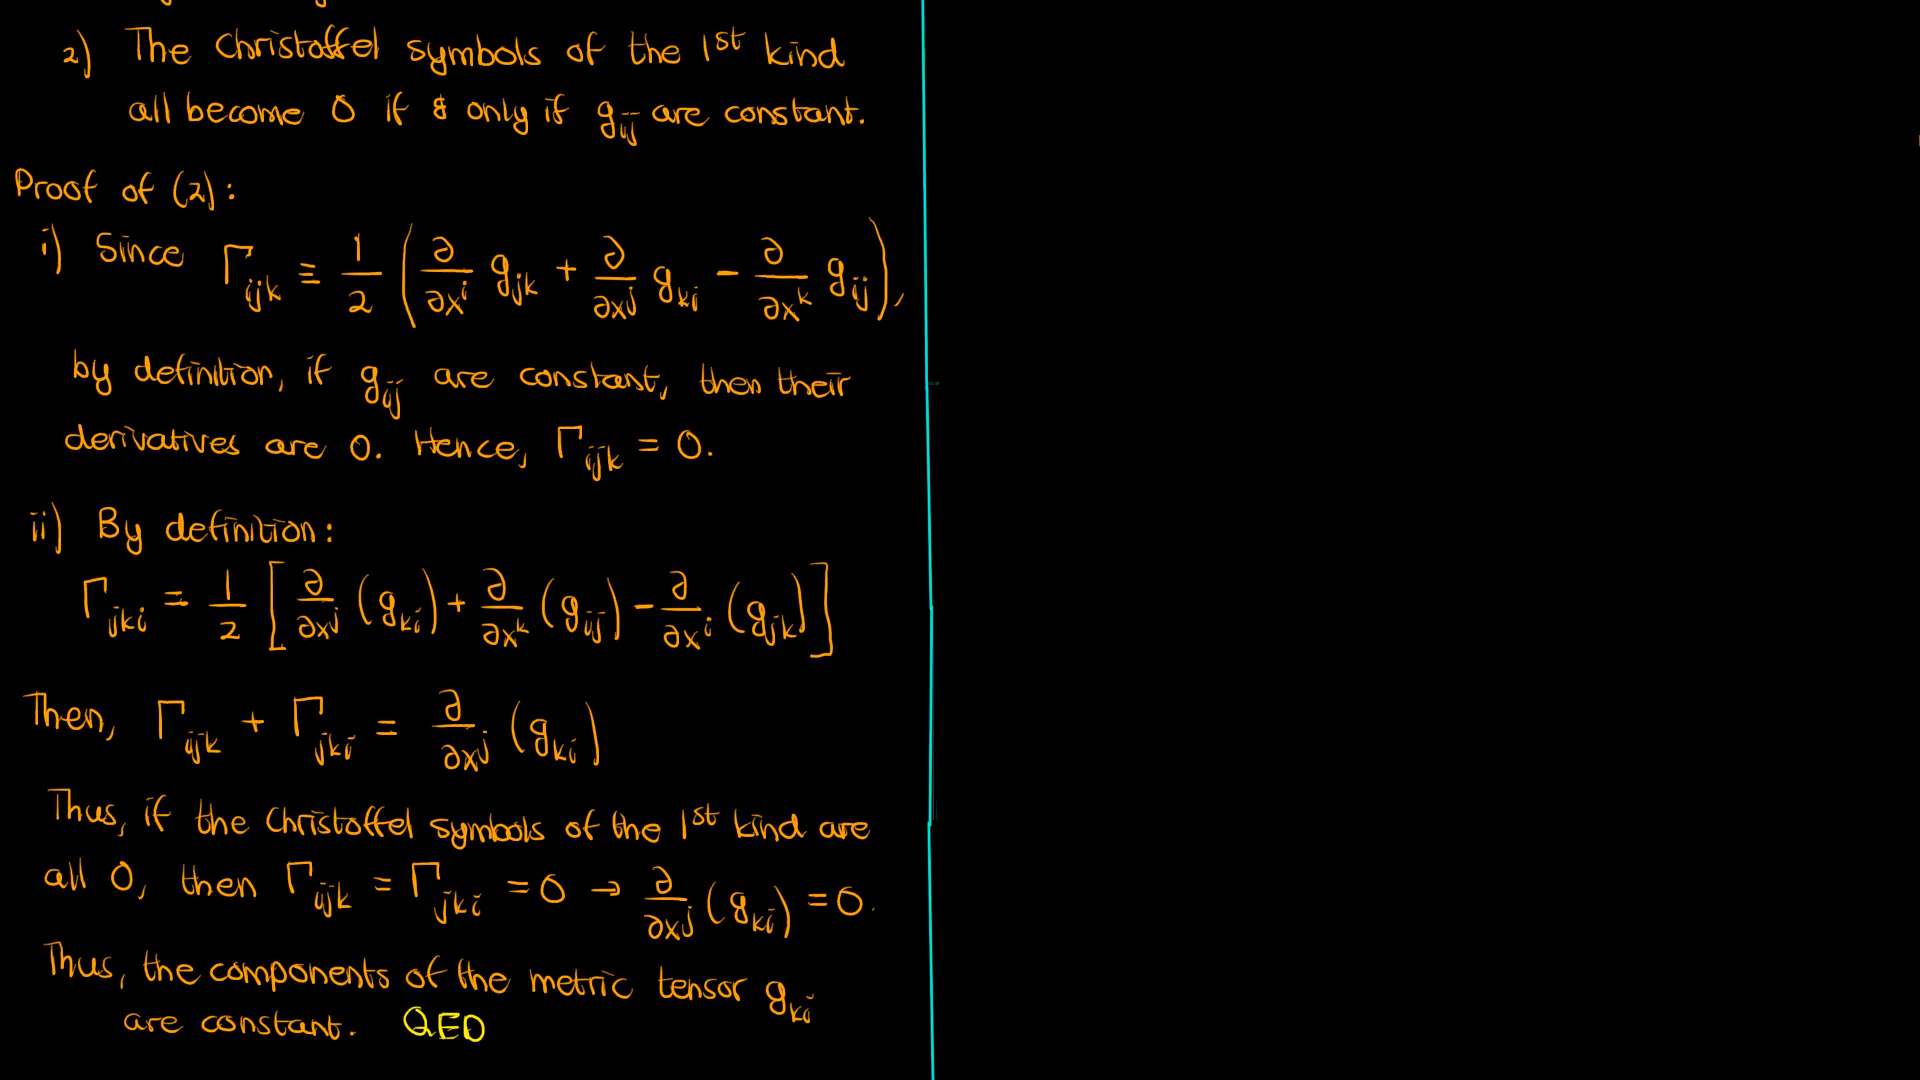 2) The Christoffel symbols of the 1st kind
all become 0 if & only if g_ij are constant.
Proof of (2):
i) Since Γ_ijk ≡ 1/2 (∂/∂x^i g_jk + ∂/∂x^j g_ki - ∂/∂x^k g_ij),
by definition, if g_ij are constant, then their
derivatives are 0. Hence, Γ_ijk = 0.
ii) By definition:
Γ_jki = 1/2 [∂/∂x^j (g_ki) + ∂/∂x^k (g_ij) - ∂/∂x^i (g_jk)]
Then, Γ_ijk + Γ_jki = ∂/∂x^j (g_ki)
Thus, if the Christoffel symbols of the 1st kind are
all 0, then Γ_ijk = Γ_jki = 0 → ∂/∂x^j (g_ki) = 0.
Thus, the components of the metric tensor g_ki
are constant. QED